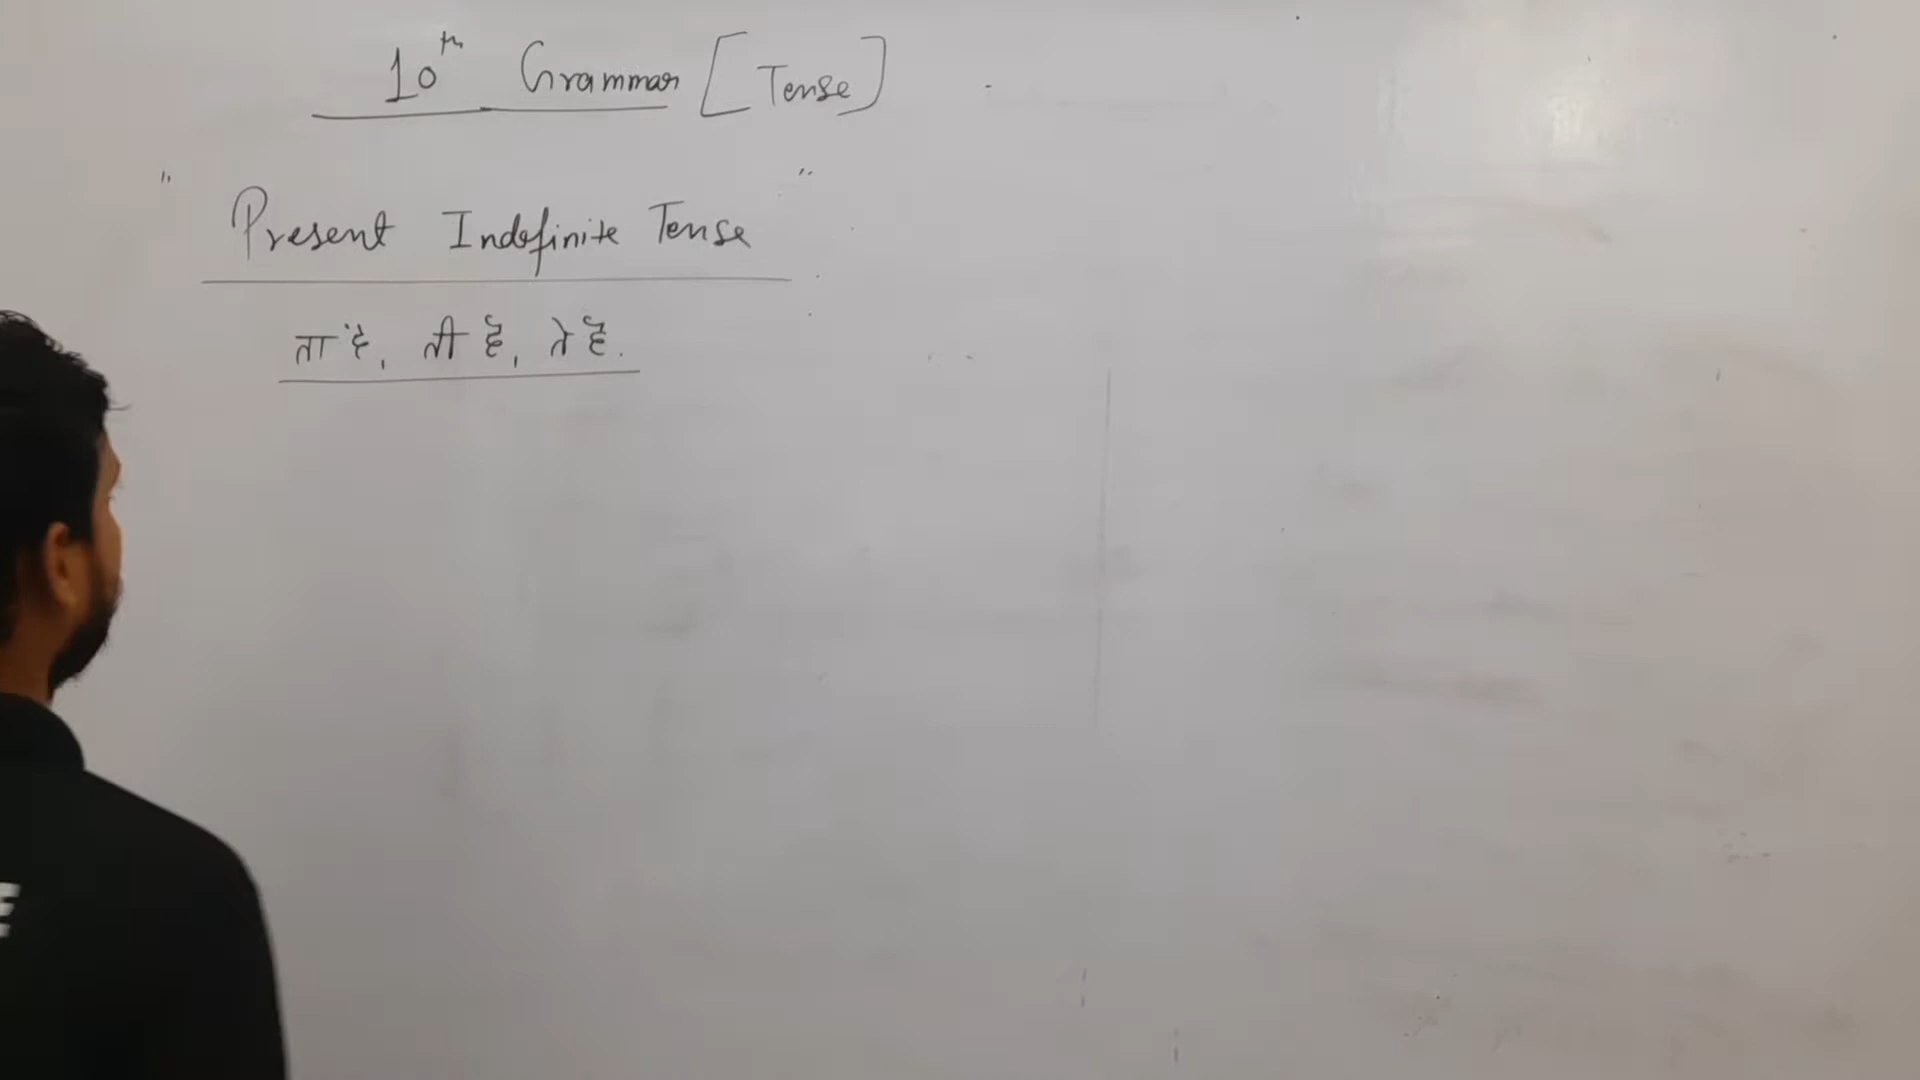 10th Grammar [Tense]
" Present Indefinite Tense "
ता है, ती है, ते है.
E